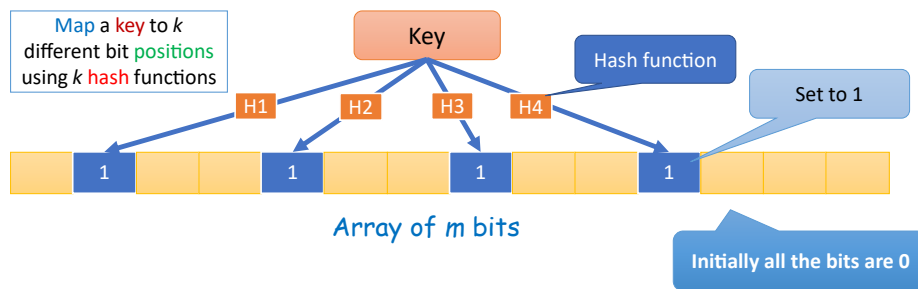 Map a key to k
different bit positions
using k hash functions
Key
Hash function
H1
H2
H3
H4
Set to 1
1
1
1
1
Array of m bits
Initially all the bits are 0